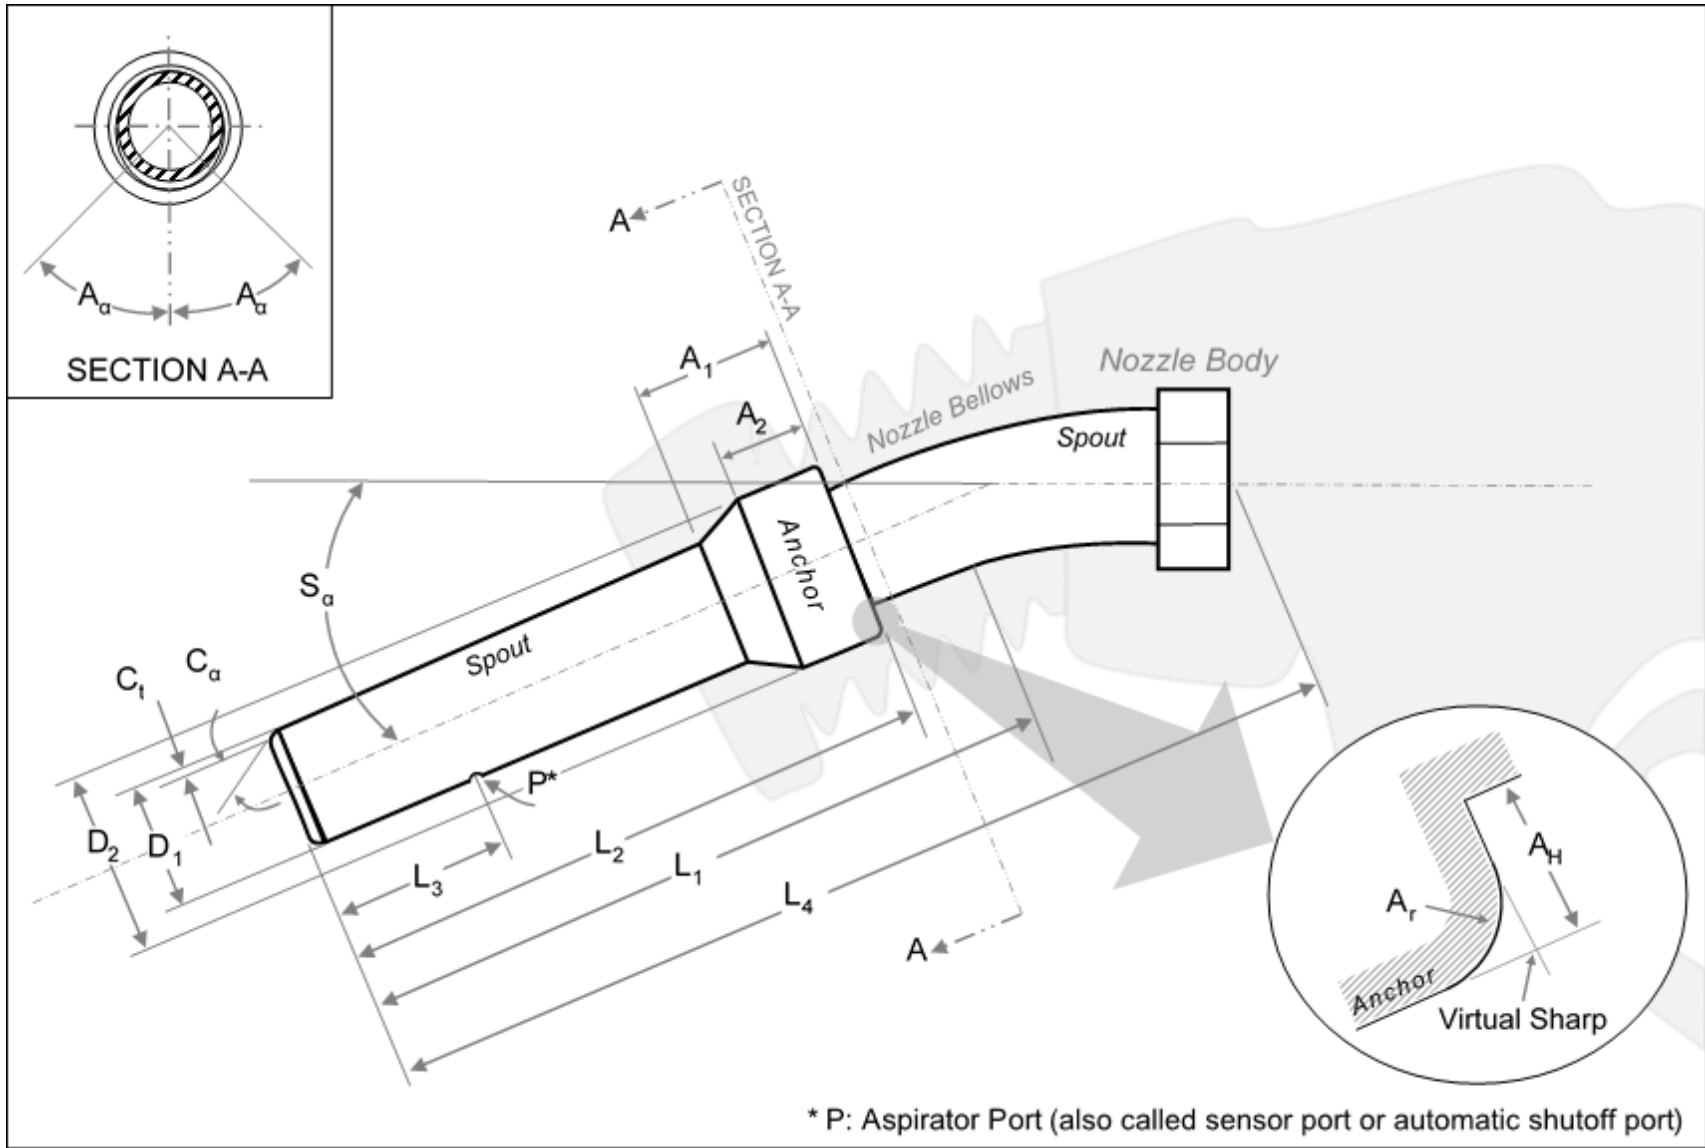 Aα
Aα
SECTION A-A
A
SECTION A-A
A1
A2
Nozzle Body
Nozzle Bellows
Spout
Anchor
Sα
Spout
Cα
Ct
P*
D2
D1
L3
L2
L1
L4
A
AH
Ar
Anchor
Virtual Sharp
* P: Aspirator Port (also called sensor port or automatic shutoff port)